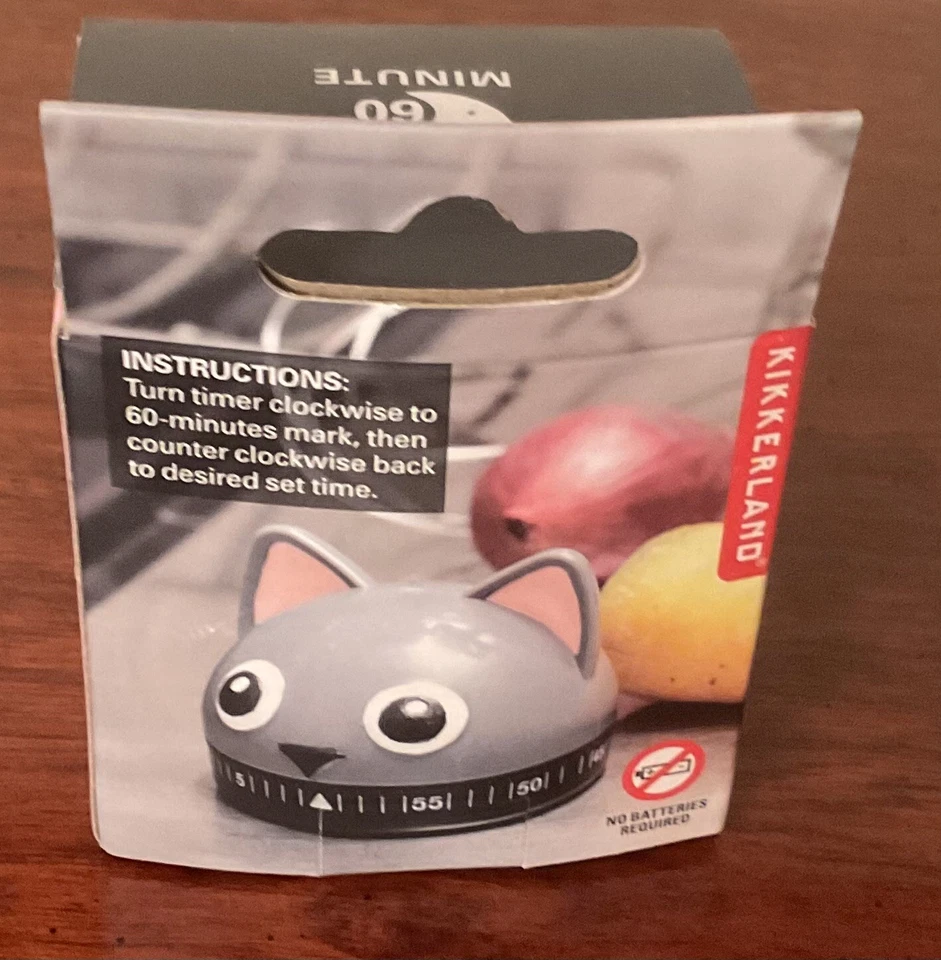 MINUTE
60
INSTRUCTIONS:
Turn timer clockwise to
60-minutes mark, then
counter clockwise back
to desired set time.
KIKKERLAND®
5 55 50
NO BATTERIES
REQUIRED